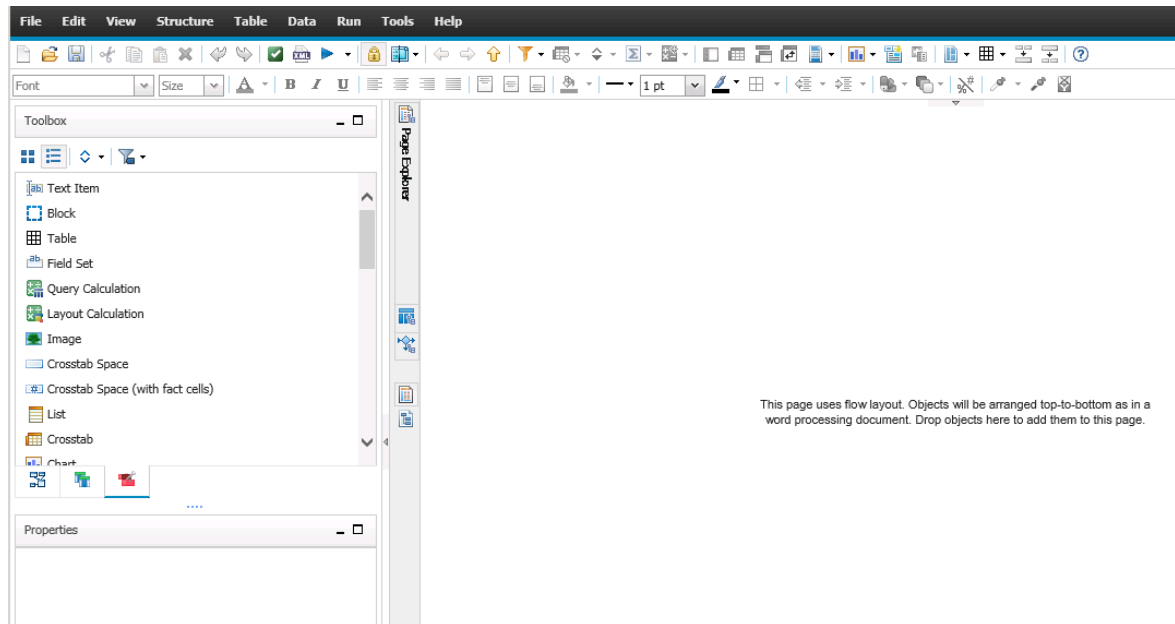 File Edit View Structure Table Data Run Tools Help
Font Size A B I U 1 pt
Toolbox
Text Item
Block
Table
Field Set
Query Calculation
Layout Calculation
Image
Crosstab Space
Crosstab Space (with fact cells)
List
Crosstab
Chart
Properties
Page Explorer
This page uses flow layout. Objects will be arranged top-to-bottom as in a
word processing document. Drop objects here to add them to this page.